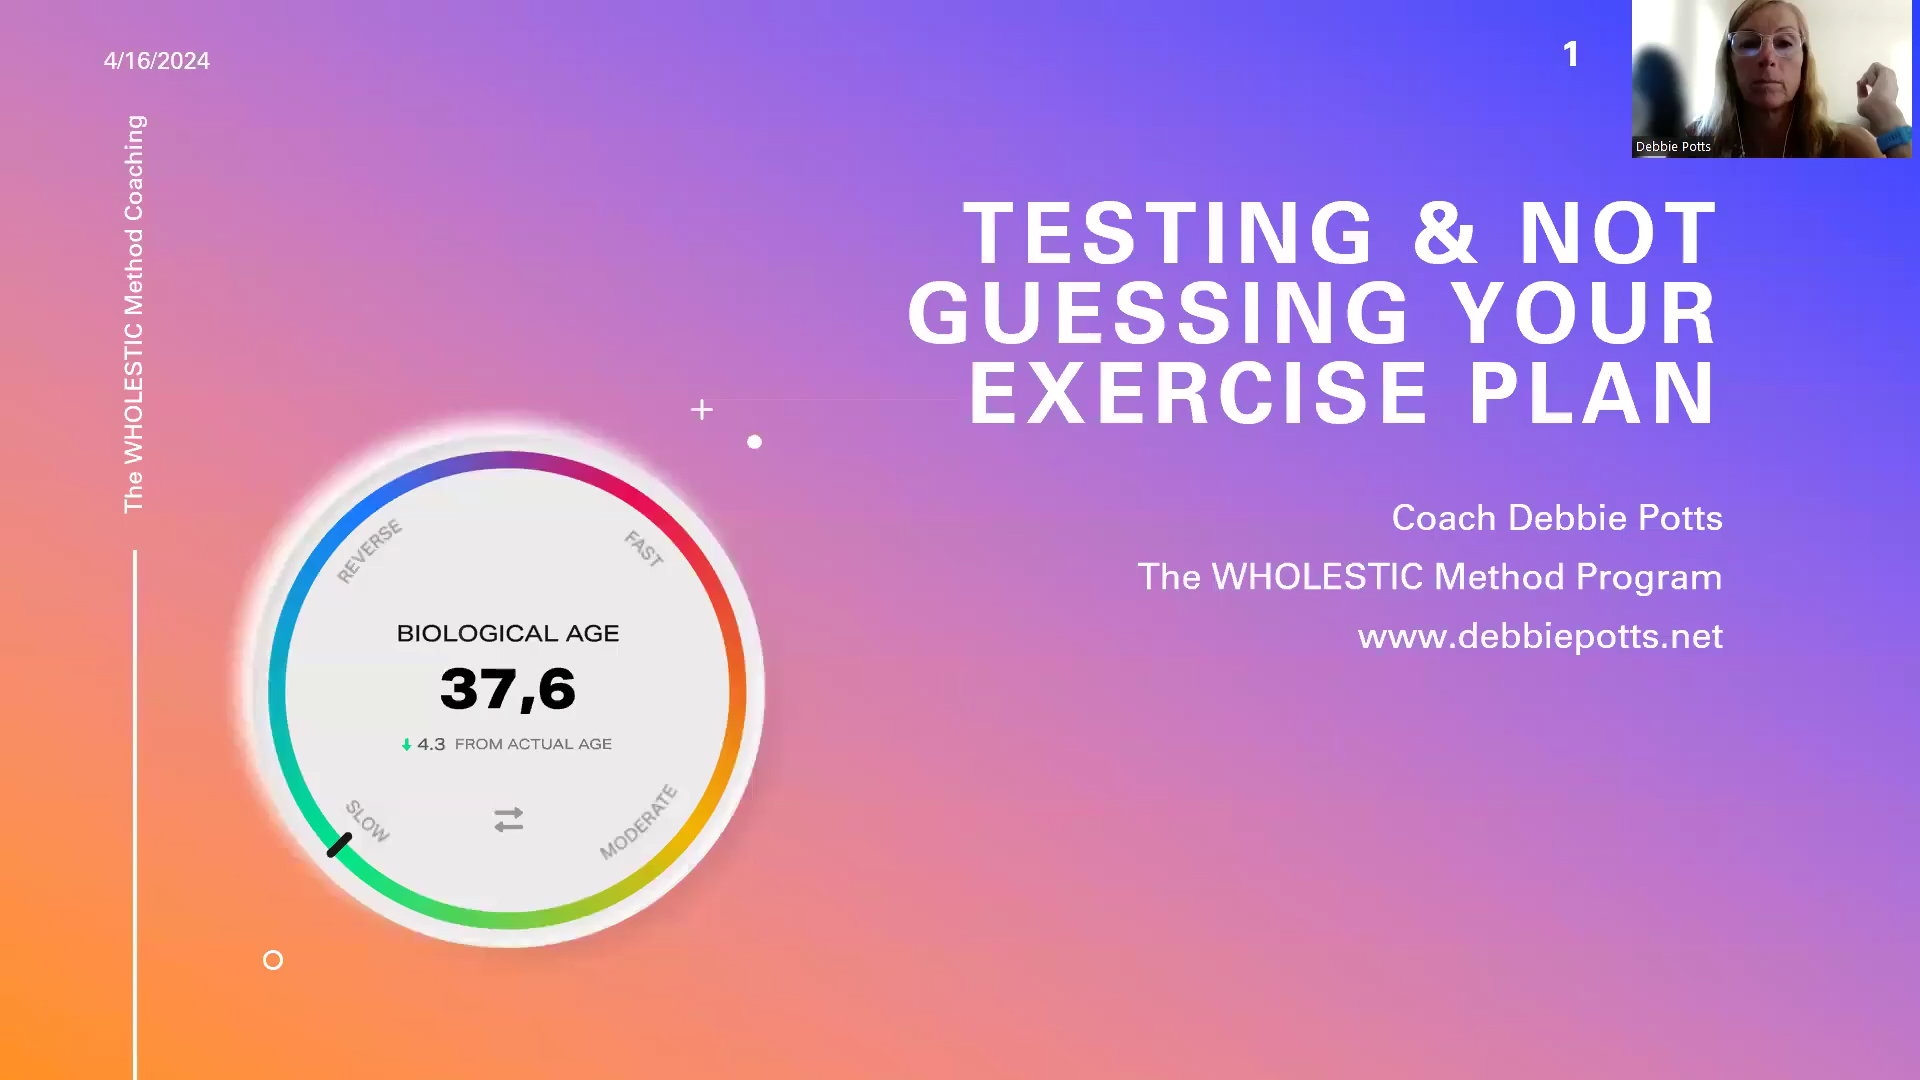 4/16/2024
1
Debbie Potts
The WHOLESTIC Method Coaching
TESTING & NOT
GUESSING YOUR
EXERCISE PLAN
Coach Debbie Potts
The WHOLESTIC Method Program
www.debbiepotts.net
REVERSE
FAST
BIOLOGICAL AGE
37,6
4.3 FROM ACTUAL AGE
SLOW
MODERATE